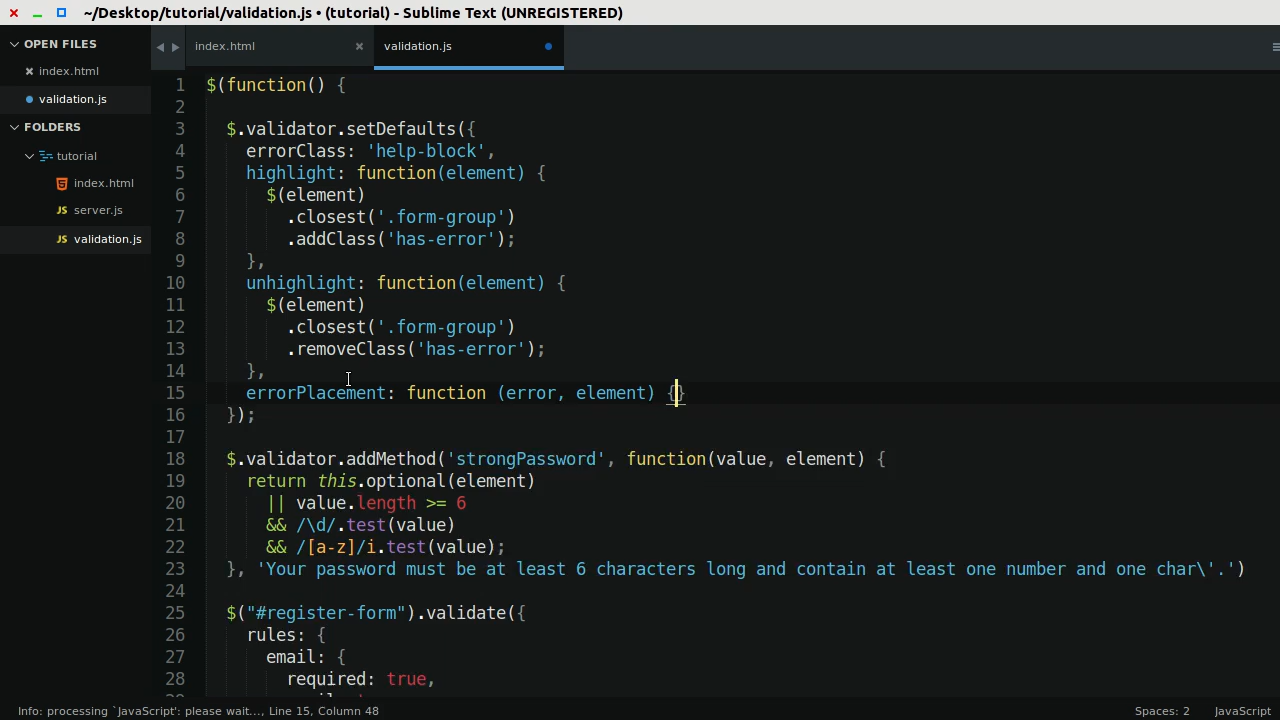 ~/Desktop/tutorial/validation.js • (tutorial) - Sublime Text (UNREGISTERED)
OPEN FILES
index.html
validation.js
FOLDERS
tutorial
index.html
server.js
validation.js
index.html
validation.js
1 $(function() {
2
3 $.validator.setDefaults({
4 errorClass: 'help-block',
5 highlight: function(element) {
6 $(element)
7 .closest('.form-group')
8 .addClass('has-error');
9 },
10 unhighlight: function(element) {
11 $(element)
12 .closest('.form-group')
13 .removeClass('has-error');
14 },
15 errorPlacement: function (error, element) {}
16 });
17
18 $.validator.addMethod('strongPassword', function(value, element) {
19 return this.optional(element)
20 || value.length >= 6
21 && /\d/.test(value)
22 && /[a-z]/i.test(value);
23 }, 'Your password must be at least 6 characters long and contain at least one number and one char\'.')
24
25 $("#register-form").validate({
26 rules: {
27 email: {
28 required: true,
Info: processing `JavaScript': please wait..., Line 15, Column 48
Spaces: 2
JavaScript